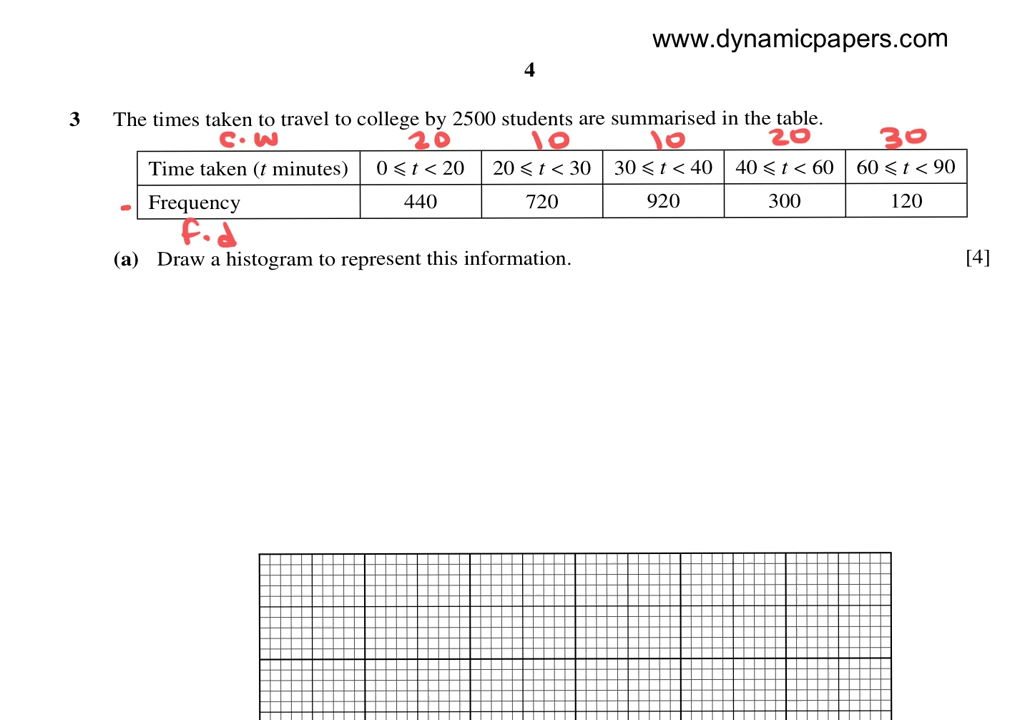 www.dynamicpapers.com
4
3 The times taken to travel to college by 2500 students are summarised in the table.
C.W 20 10 10 20 30
Time taken (t minutes) 0 ⩽ t < 20 20 ⩽ t < 30 30 ⩽ t < 40 40 ⩽ t < 60 60 ⩽ t < 90
- Frequency 440 720 920 300 120
F.d
(a) Draw a histogram to represent this information. [4]